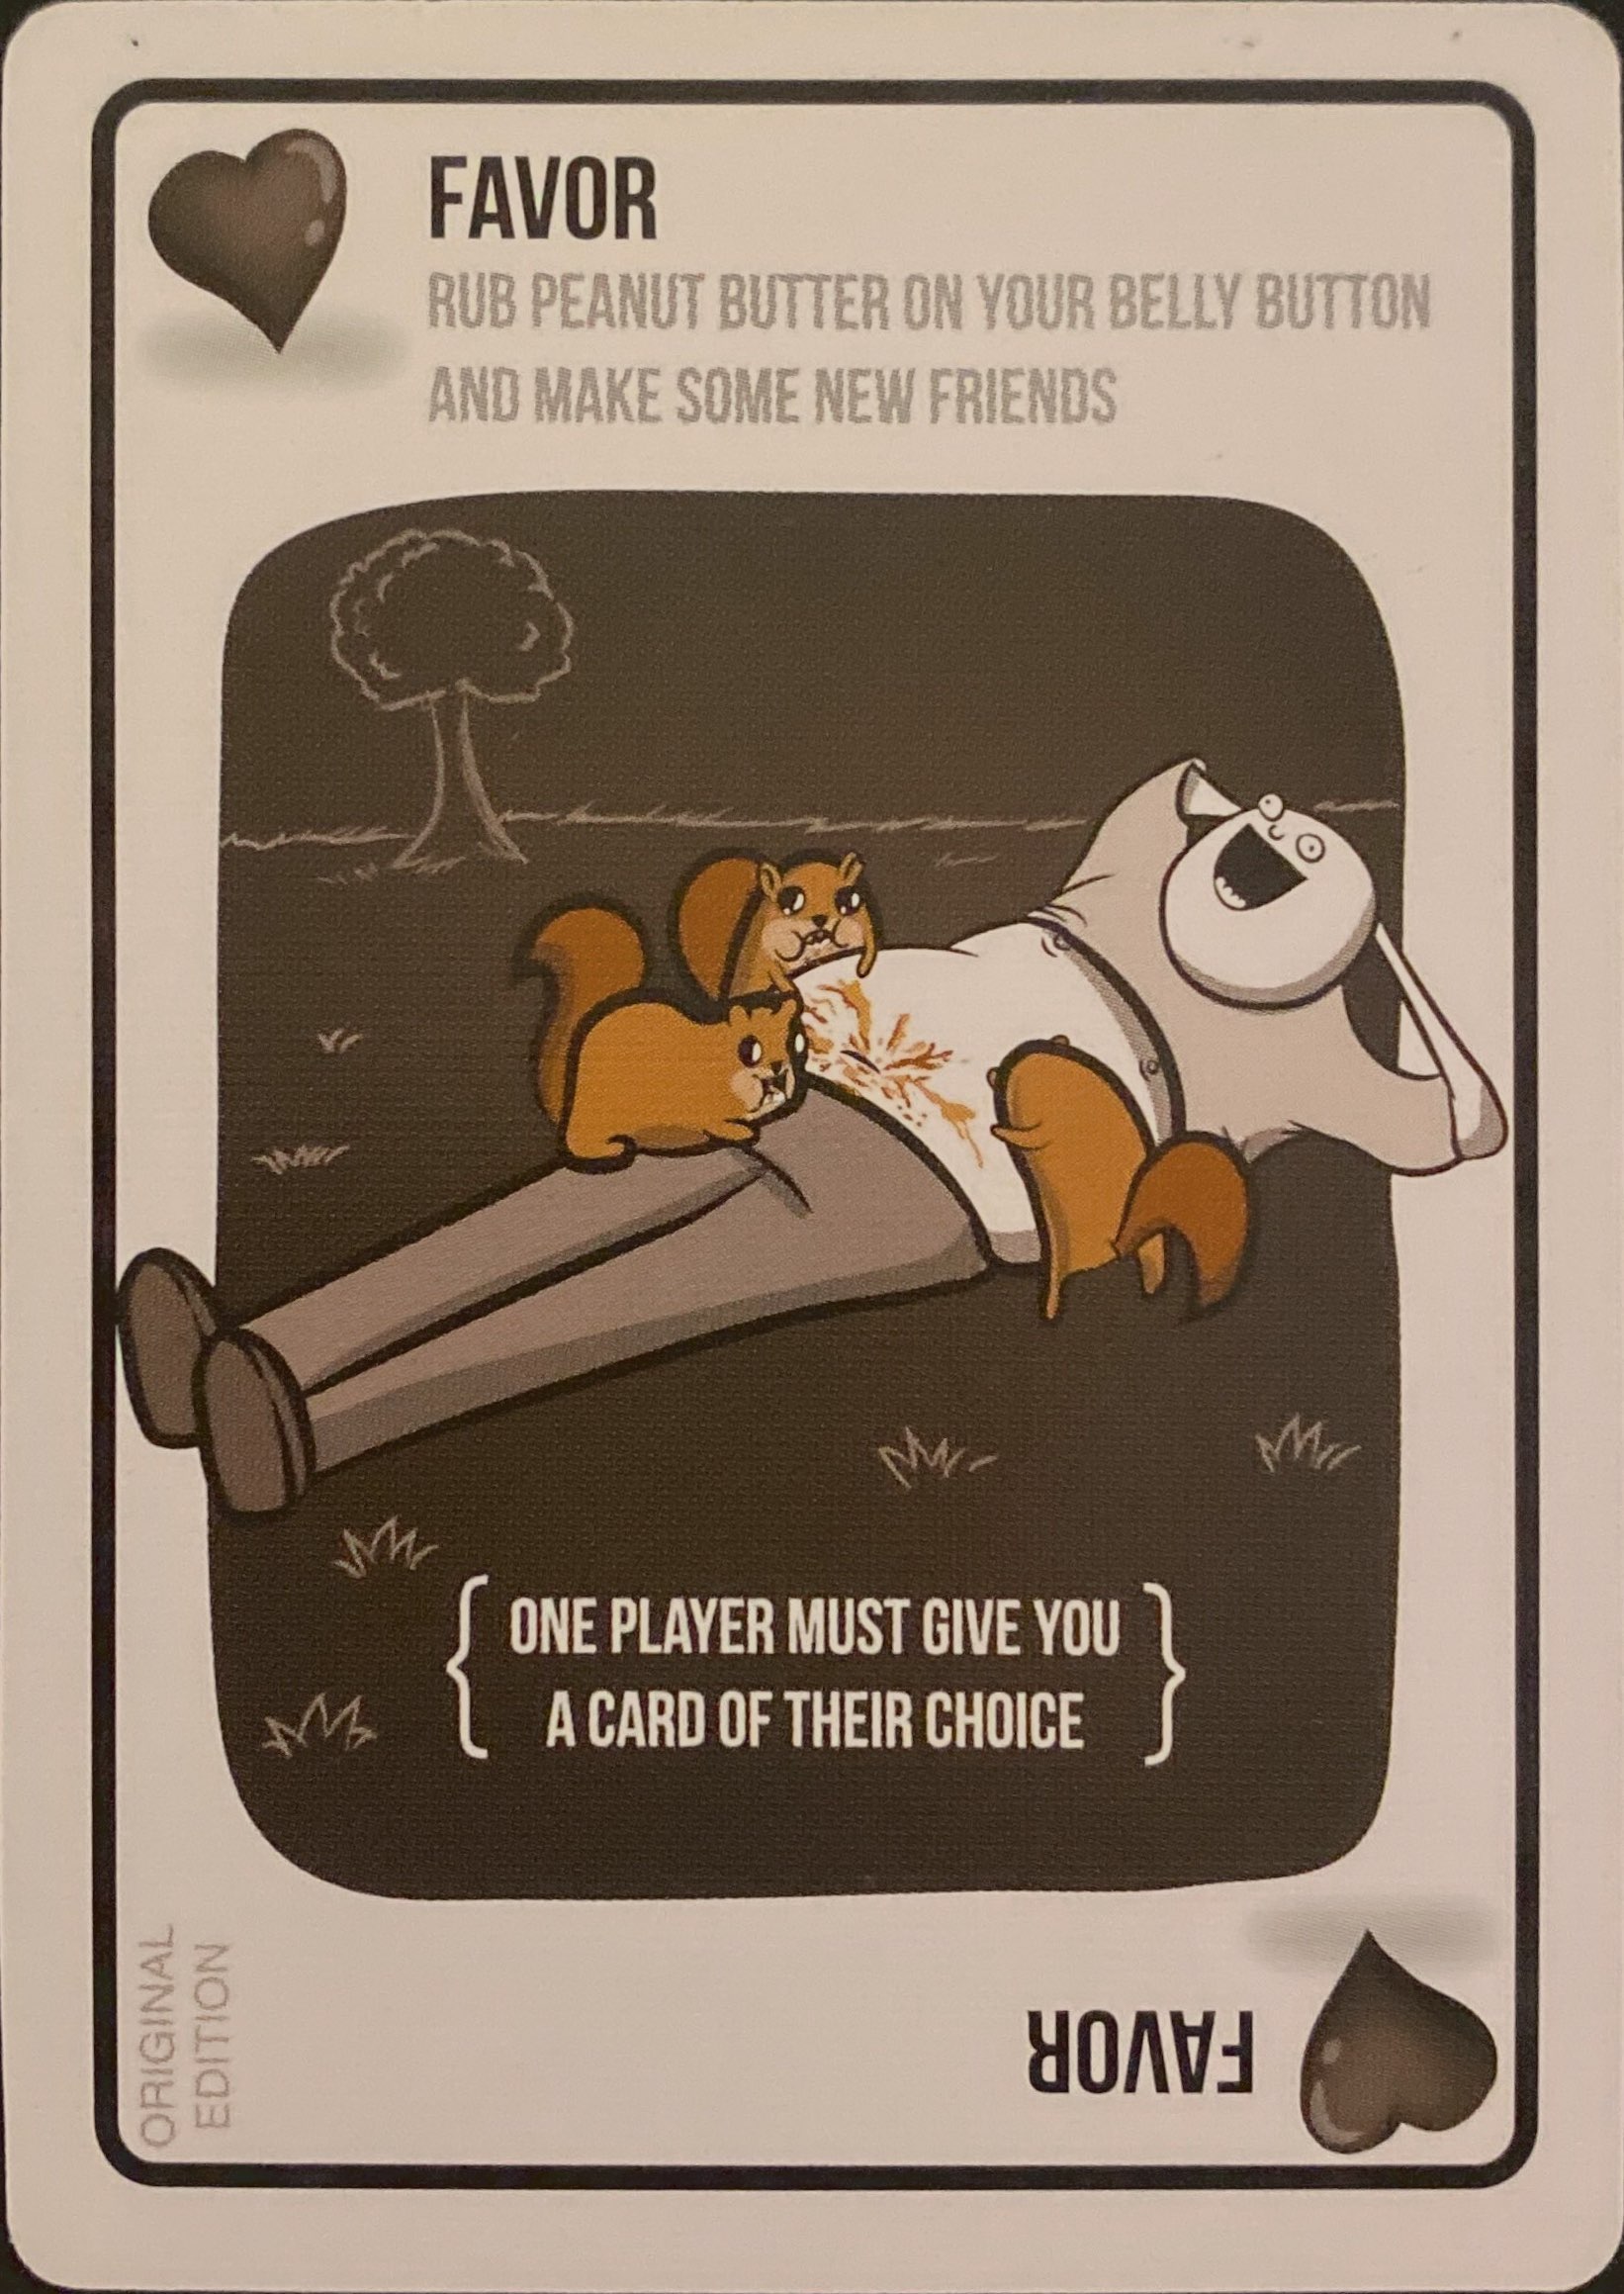 FAVOR
RUB PEANUT BUTTER ON YOUR BELLY BUTTON
AND MAKE SOME NEW FRIENDS
ONE PLAYER MUST GIVE YOU
A CARD OF THEIR CHOICE
ORIGINAL
EDITION
FAVOR